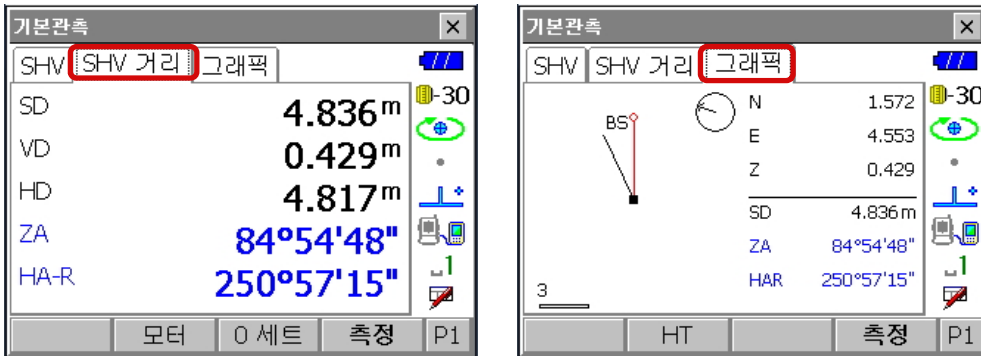 기본관측
SHV SHV 거리 그래픽
SD 4.836 m
VD 0.429 m
HD 4.817 m
ZA 84°54'48"
HA-R 250°57'15"
-30
1
모터 0 세트 측정 P1
기본관측
SHV SHV 거리 그래픽
BS
N 1.572
E 4.553
Z 0.429
SD 4.836 m
ZA 84°54'48"
HAR 250°57'15"
3
-30
1
HT 측정 P1